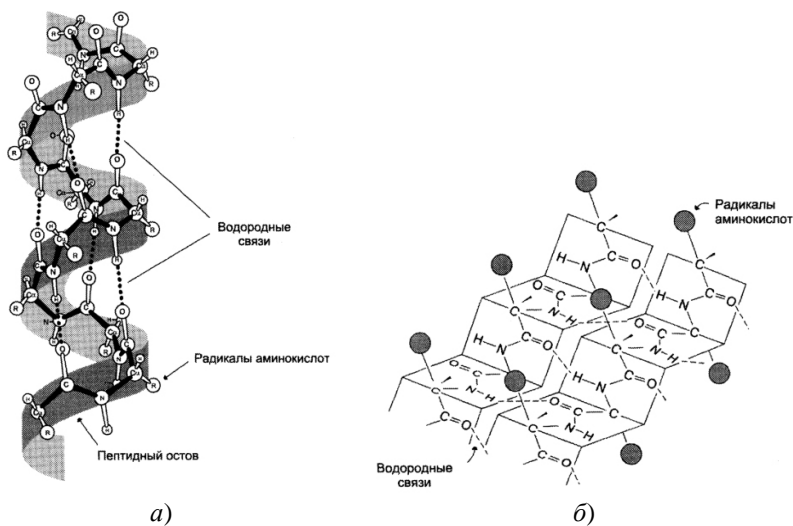 Водородные
связи
Радикалы аминокислот
Пептидный остов
Радикалы
аминокислот
Водородные
связи
а)
б)